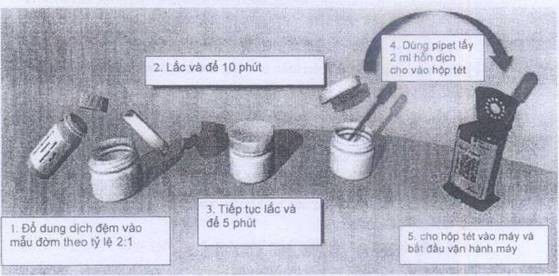 1. Đổ dung dịch đệm vào
mẫu đờm theo tỷ lệ 2:1
2. Lắc và để 10 phút
3. Tiếp tục lắc và
để 5 phút
4. Dùng pipet lấy
2 ml hỗn dịch
cho vào hộp tét
5. cho hộp tét vào máy và
bắt đầu vận hành máy